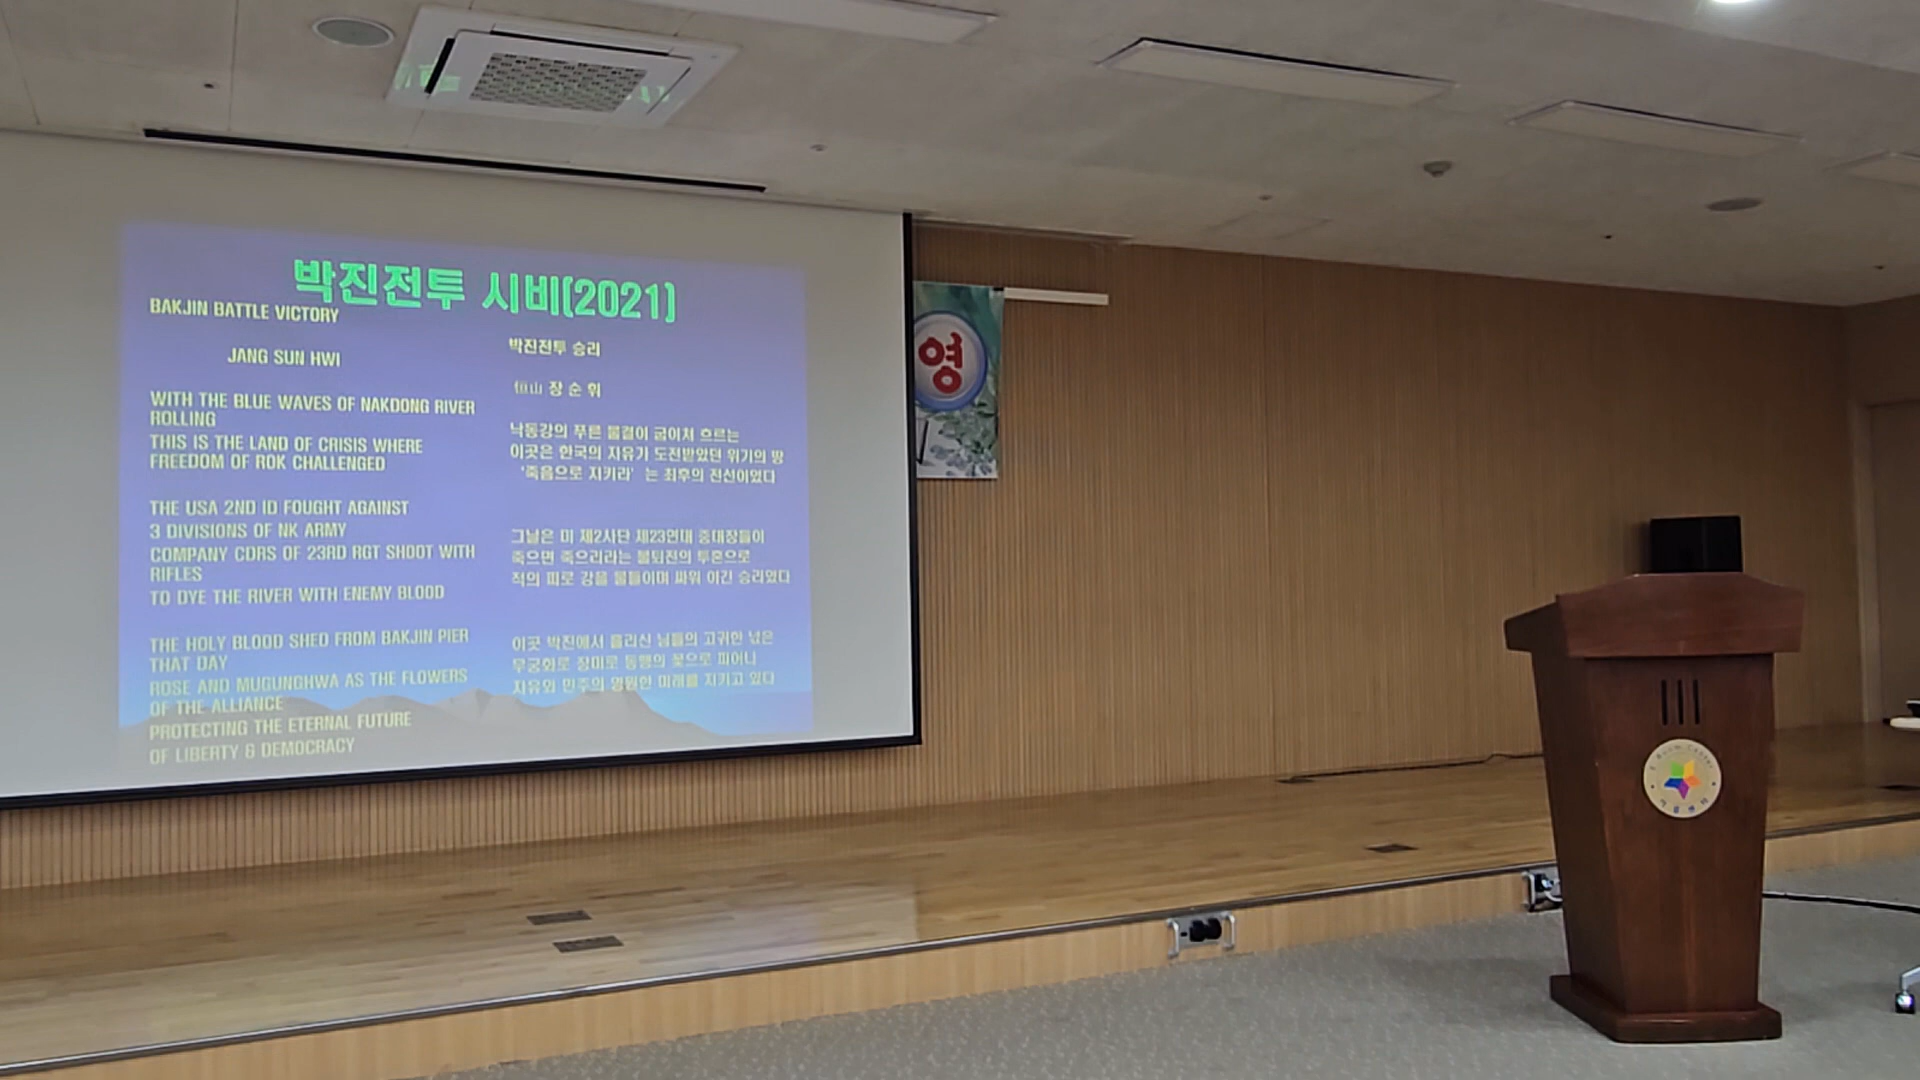 박진전투 시비(2021)
BAKJIN BATTLE VICTORY
JANG SUN HWI
WITH THE BLUE WAVES OF NAKDONG RIVER
ROLLING
THIS IS THE LAND OF CRISIS WHERE
FREEDOM OF ROK CHALLENGED
THE USA 2ND ID FOUGHT AGAINST
3 DIVISIONS OF NK ARMY
COMPANY CDRS OF 23RD RGT SHOOT WITH
RIFLES
TO DYE THE RIVER WITH ENEMY BLOOD
THE HOLY BLOOD SHED FROM BAKJIN PIER
THAT DAY
ROSE AND MUGUNGHWA AS THE FLOWERS
OF THE ALLIANCE
PROTECTING THE ETERNAL FUTURE
OF LIBERTY & DEMOCRACY
박진전투 승리
恒山 장 순 휘
낙동강의 푸른 물결이 굽이쳐 흐르는
이곳은 한국의 자유가 도전받았던 위기의 땅
'죽음으로 지키라' 는 최후의 전선이었다
그날은 미 제2사단 제23연대 중대장들이
죽으면 죽으리라는 불퇴진의 투혼으로
적의 피로 강을 물들이며 싸워 이긴 승리였다
이곳 박진에서 흘리신 님들의 고귀한 넋은
무궁화로 장미로 동맹의 꽃으로 피어나
자유와 민주의 영원한 미래를 지키고 있다
영